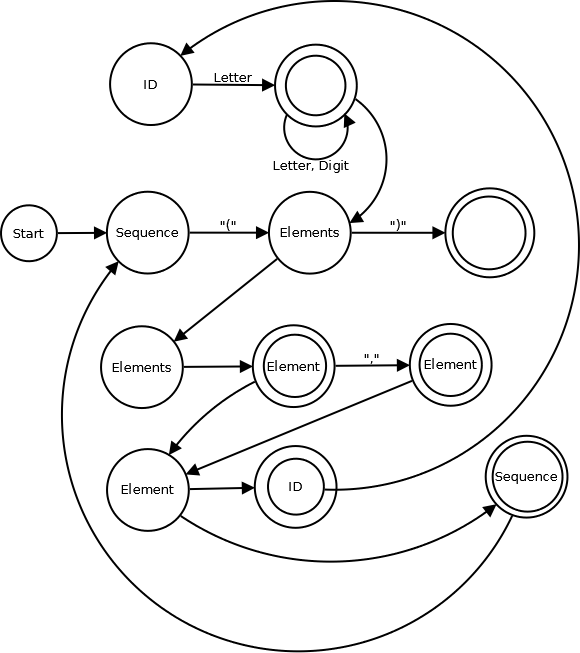 ID
Letter
Letter, Digit
Start
Sequence
"("
Elements
")"
Elements
Element
","
Element
Element
ID
Sequence